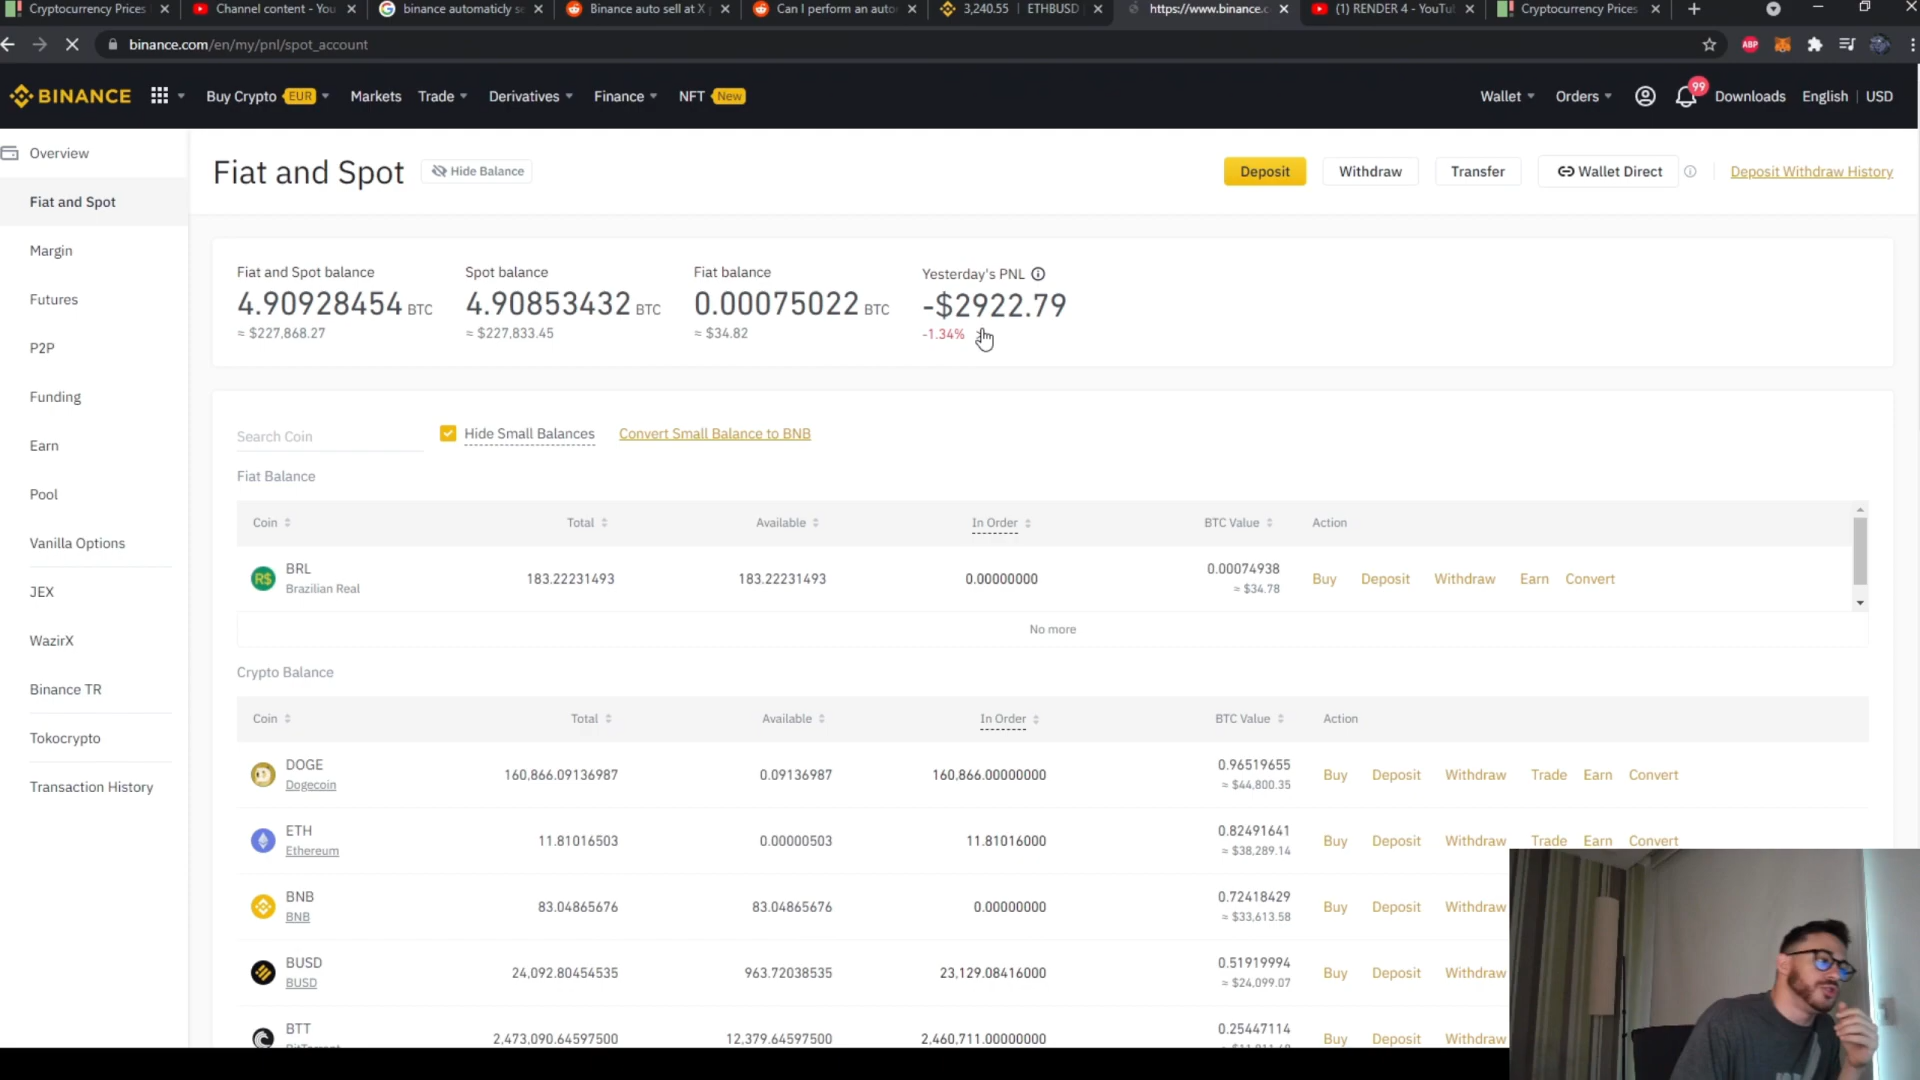 Cryptocurrency Prices
Channel content - You
binance automaticly se
Binance auto sell at X
Can I perform an auto
3,240.55 | ETHBUSD
https://www.binance.c
(1) RENDER 4 - YouTu
Cryptocurrency Prices
binance.com/en/my/pnl/spot_account
ABP
BINANCE
Buy Crypto EUR
Markets
Trade
Derivatives
Finance
NFT New
Wallet
Orders
99
Downloads
English | USD
Overview
Fiat and Spot
Margin
Futures
P2P
Funding
Earn
Pool
Vanilla Options
JEX
WazirX
Binance TR
Tokocrypto
Transaction History
Fiat and Spot
Hide Balance
Deposit
Withdraw
Transfer
Wallet Direct
Deposit Withdraw History
Fiat and Spot balance
4.90928454 BTC
≈ $227,868.27
Spot balance
4.90853432 BTC
≈ $227,833.45
Fiat balance
0.00075022 BTC
≈ $34.82
Yesterday's PNL
-$2922.79
-1.34%
Search Coin
Hide Small Balances
Convert Small Balance to BNB
Fiat Balance
Coin Total Available In Order BTC Value Action
BRL
Brazilian Real
183.22231493 183.22231493 0.00000000
0.00074938
≈ $34.78
Buy Deposit Withdraw Earn Convert
No more
Crypto Balance
Coin Total Available In Order BTC Value Action
DOGE
Dogecoin
160,866.09136987 0.09136987 160,866.00000000
0.96519655
≈ $44,800.35
Buy Deposit Withdraw Trade Earn Convert
ETH
Ethereum
11.81016503 0.00000503 11.81016000
0.82491641
≈ $38,289.14
Buy Deposit Withdraw Trade Earn Convert
BNB
BNB
83.04865676 83.04865676 0.00000000
0.72418429
≈ $33,613.58
Buy Deposit Withdraw
BUSD
BUSD
24,092.80454535 963.72038535 23,129.08416000
0.51919994
≈ $24,099.07
Buy Deposit Withdraw
BTT
2,473,090.64597500 12,379.64597500 2,460,711.00000000
0.25447114
Buy Deposit Withdraw